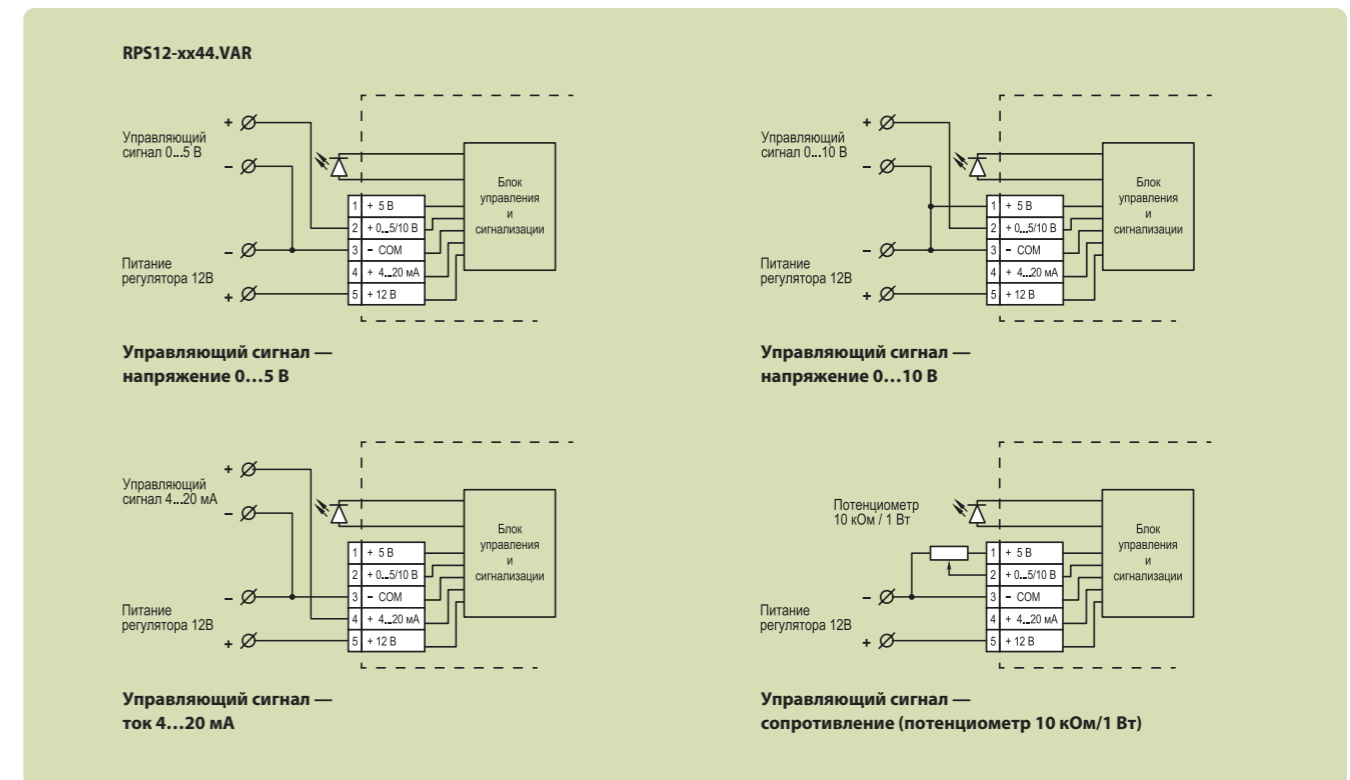 RPS12-xx44.VAR
+
Управляющий
сигнал 0...5 В
–
–
Питание
регулятора 12В
+
1 + 5 В
2 + 0...5/10 В
3 – COM
4 + 4...20 мА
5 + 12 В
Блок
управления
и
сигнализации
Управляющий сигнал —
напряжение 0…5 В
+
Управляющий
сигнал 0...10 В
–
–
Питание
регулятора 12В
+
1 + 5 В
2 + 0...5/10 В
3 – COM
4 + 4...20 мА
5 + 12 В
Блок
управления
и
сигнализации
Управляющий сигнал —
напряжение 0…10 В
+
Управляющий
сигнал 4...20 мА
–
–
Питание
регулятора 12В
+
1 + 5 В
2 + 0...5/10 В
3 – COM
4 + 4...20 мА
5 + 12 В
Блок
управления
и
сигнализации
Управляющий сигнал —
ток 4…20 мА
Потенциометр
10 кОм / 1 Вт
–
Питание
регулятора 12В
+
1 + 5 В
2 + 0...5/10 В
3 – COM
4 + 4...20 мА
5 + 12 В
Блок
управления
и
сигнализации
Управляющий сигнал —
сопротивление (потенциометр 10 кОм/1 Вт)